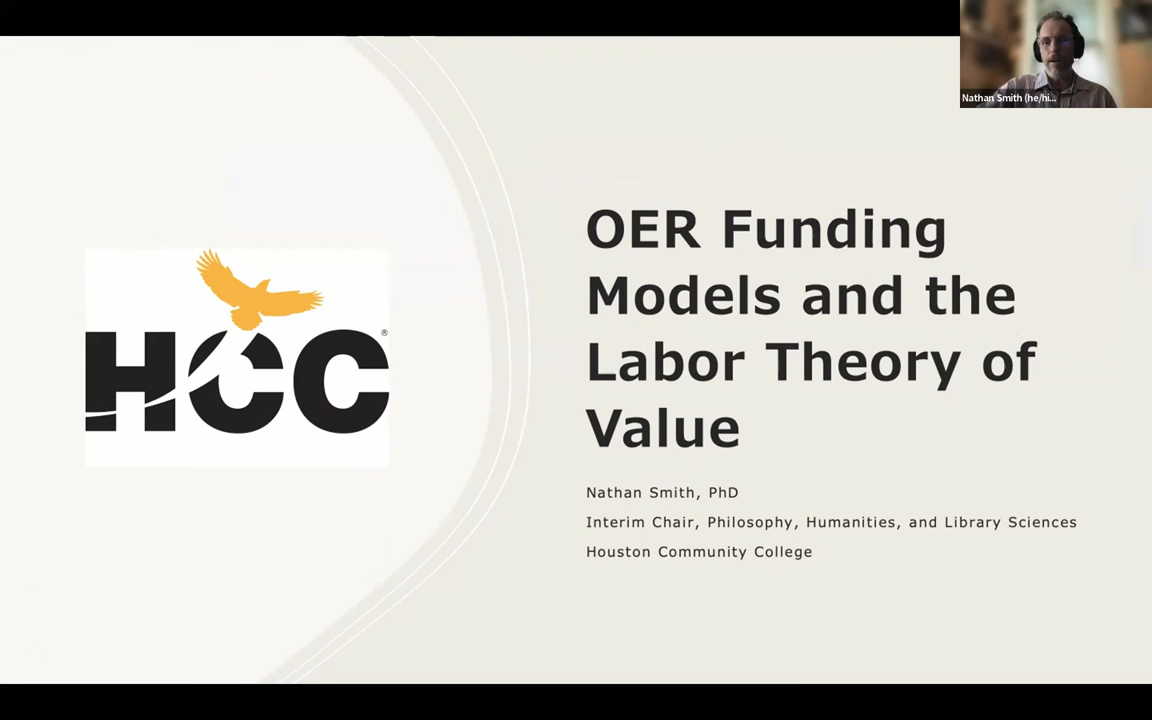 Nathan Smith (he/hi...
OER Funding
Models and the
Labor Theory of
Value
HCC®
Nathan Smith, PhD
Interim Chair, Philosophy, Humanities, and Library Sciences
Houston Community College